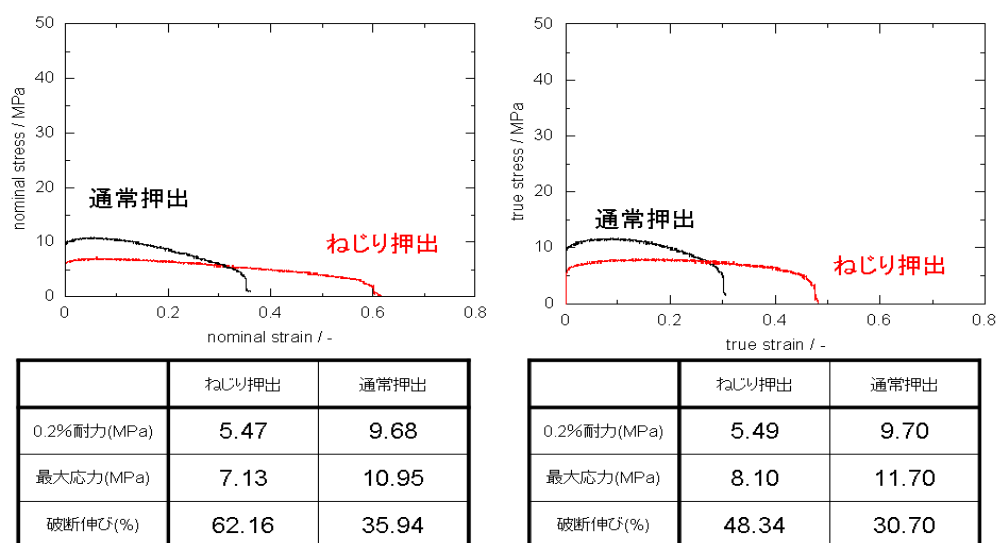 50
40
30
20
10
0
nominal stress / MPa
通常押出
ねじり押出
0 0.2 0.4 0.6 0.8
nominal strain / -
50
40
30
20
10
0
true stress / MPa
通常押出
ねじり押出
0 0.2 0.4 0.6 0.8
true strain / -
ねじり押出 通常押出
0.2%耐力(MPa) 5.47 9.68
最大応力(MPa) 7.13 10.95
破断伸び(%) 62.16 35.94
ねじり押出 通常押出
0.2%耐力(MPa) 5.49 9.70
最大応力(MPa) 8.10 11.70
破断伸び(%) 48.34 30.70